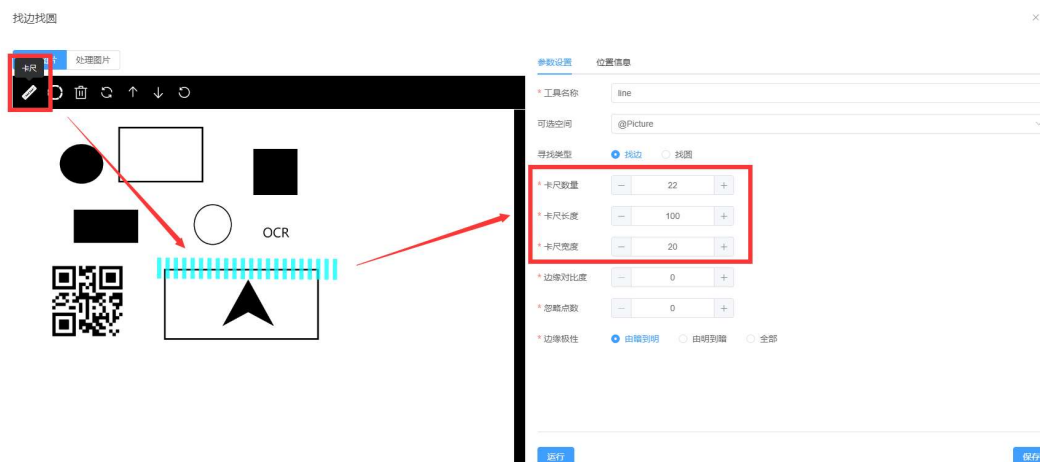 找边找圆
处理图片
卡尺
OCR
参数设置 位置信息
* 工具名称 line
可选空间 @Picture
寻找类型 找边 找圆
* 卡尺数量 22
* 卡尺长度 100
* 卡尺宽度 20
* 边缘对比度 0
* 忽略点数 0
* 边缘极性 由暗到明 由明到暗 全部
运行 保存